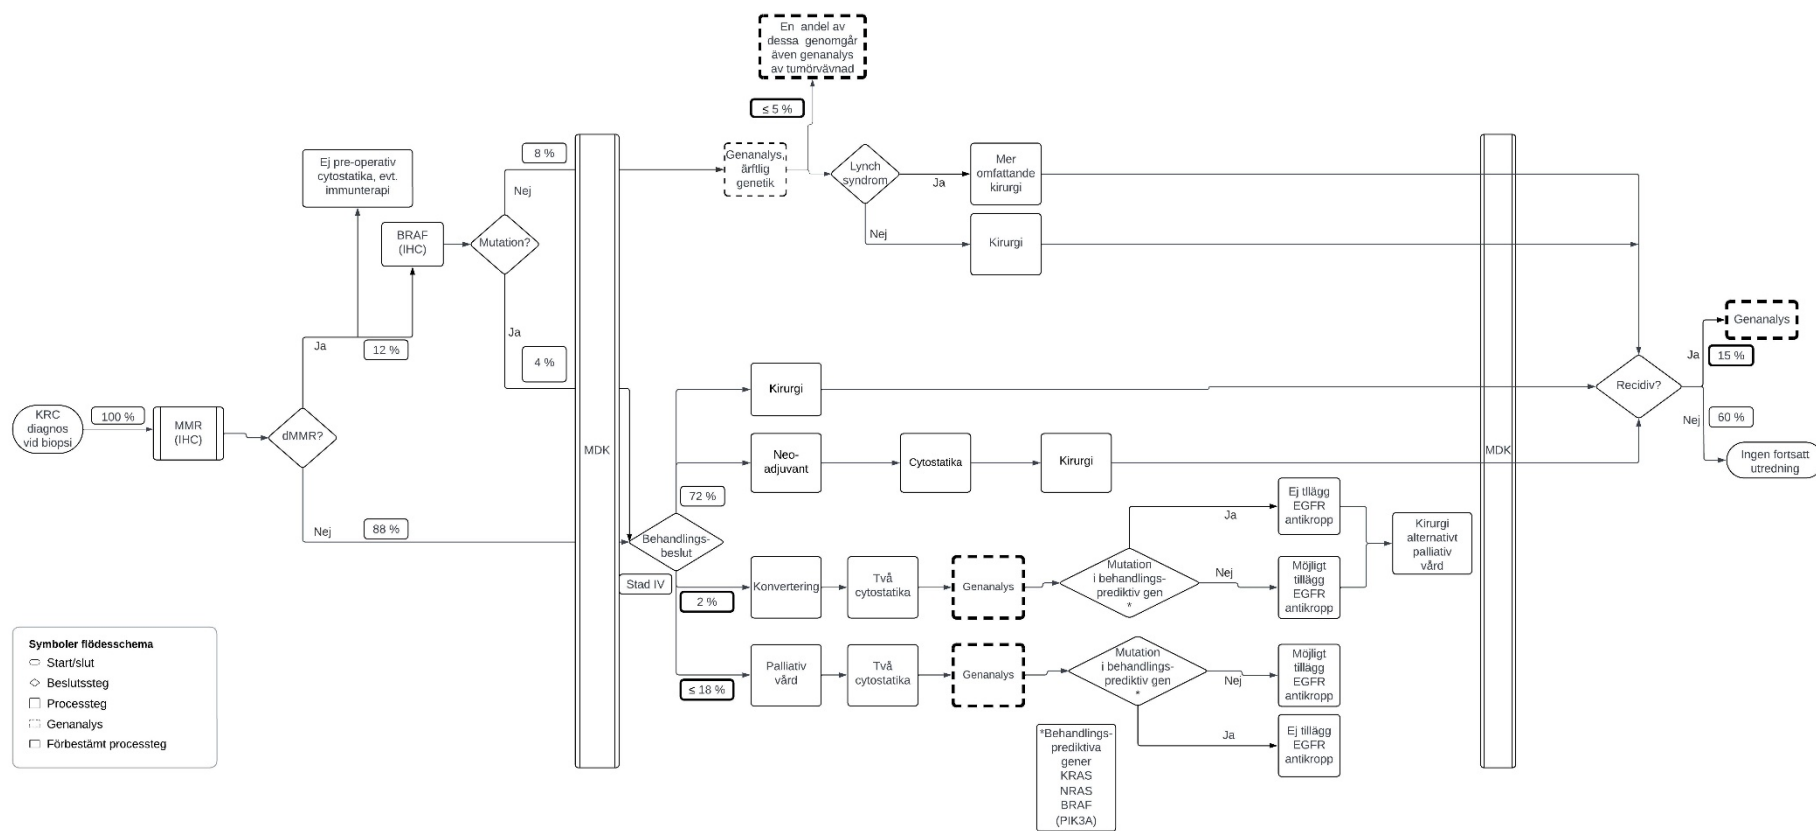 En andel av
dessa genomgår
även genanalys
av tumörvävnad
≤ 5 %
8 %
Ej pre-operativ
cytostatika, evt.
immunterapi
Nej
Genanalys,
ärftlig
genetik
Lynch
syndrom
Ja
Mer
omfattande
kirurgi
BRAF
(IHC)
Mutation?
Nej
Kirurgi
Ja
12 %
Ja
4 %
KRC
diagnos
vid biopsi
100 %
MMR
(IHC)
dMMR?
Nej
88 %
MDK
Kirurgi
Neo-
adjuvant
Cytostatika
Kirurgi
72 %
Behandlings-
beslut
Stad IV
2 %
Konvertering
Två
cytostatika
Genanalys
Mutation
i behandlings-
prediktiv gen
*
Ja
Ej tllägg
EGFR
antikropp
Nej
Möjligt
tillägg
EGFR
antikropp
Kirurgi
alternativt
palliativ
vård
≤ 18 %
Palliativ
vård
Två
cytostatika
Genanalys
Mutation
i behandlings-
prediktiv gen
*
Nej
Möjligt
tillägg
EGFR
antikropp
Ja
Ej tillägg
EGFR
antikropp
*Behandlings-
prediktiva
gener
KRAS
NRAS
BRAF
(PIK3A)
MDK
Recidiv?
Ja
15 %
Genanalys
Nej
60 %
Ingen fortsatt
utredning
Symboler flödesschema
Start/slut
Beslutssteg
Processteg
Genanalys
Förbestämt processteg